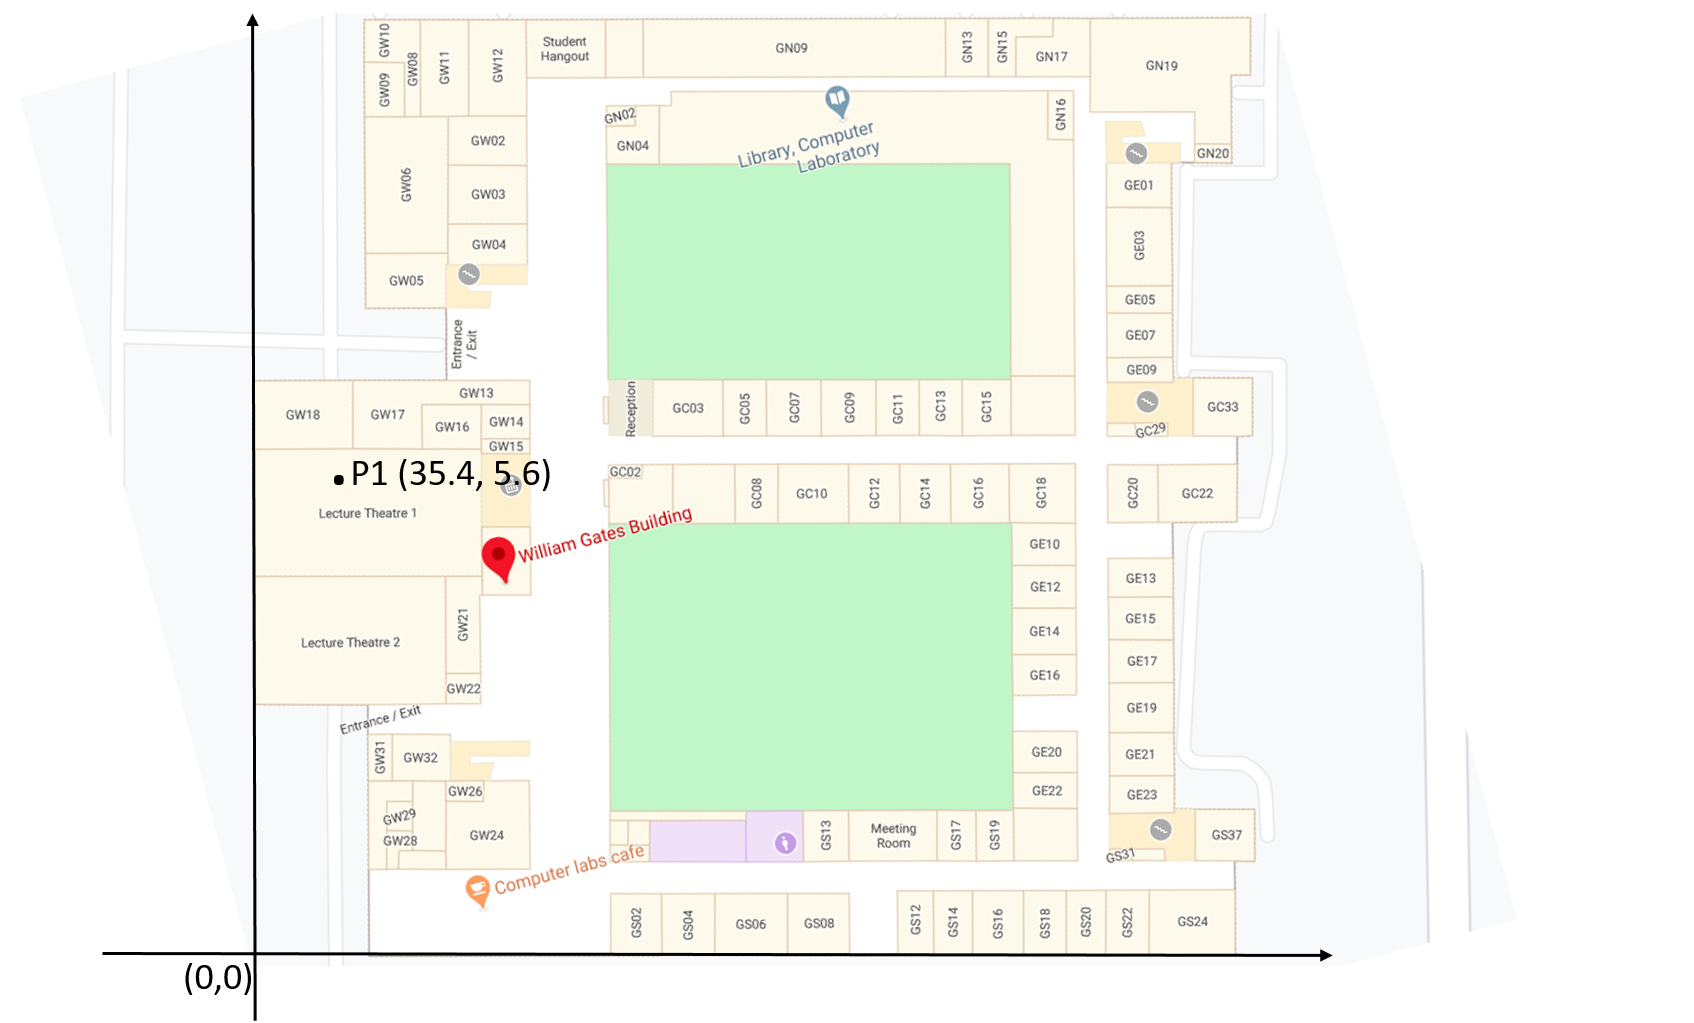 GW10
GW09
GW08
GW11
GW12
Student
Hangout
GN09
GN13
GN15
GN17
GN19
GN02
GN04
Library, Computer
Laboratory
GN16
GN20
GW02
GW06
GW03
GW04
GW05
GE01
GE03
GE05
GE07
GE09
Entrance
/ Exit
GW13
GW18
GW17
GW16
GW14
GW15
Reception
GC03
GC05
GC07
GC09
GC11
GC13
GC15
GC33
GC29
P1 (35.4, 5.6)
Lecture Theatre 1
GC02
GC08
GC10
GC12
GC14
GC16
GC18
GC20
GC22
William Gates Building
GE10
GE12
GE14
GE16
GE13
GE15
GE17
GE19
GE21
GE23
Lecture Theatre 2
GW21
GW22
Entrance / Exit
GW31
GW32
GW26
GW29
GW28
GW24
GE20
GE22
GS13
Meeting
Room
GS17
GS19
GS31
GS37
Computer labs cafe
GS02
GS04
GS06
GS08
GS12
GS14
GS16
GS18
GS20
GS22
GS24
(0,0)